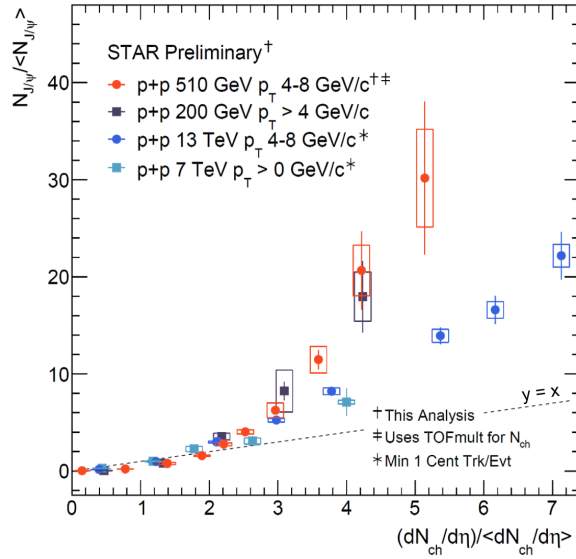 N_J/ψ/<N_J/ψ>
40
30
20
10
0
STAR Preliminary†
p+p 510 GeV p_T 4-8 GeV/c†‡
p+p 200 GeV p_T > 4 GeV/c
p+p 13 TeV p_T 4-8 GeV/c*
p+p 7 TeV p_T > 0 GeV/c*
y = x
† This Analysis
‡ Uses TOFmult for N_ch
* Min 1 Cent Trk/Evt
0 1 2 3 4 5 6 7
(dN_ch/dη)/<dN_ch/dη>